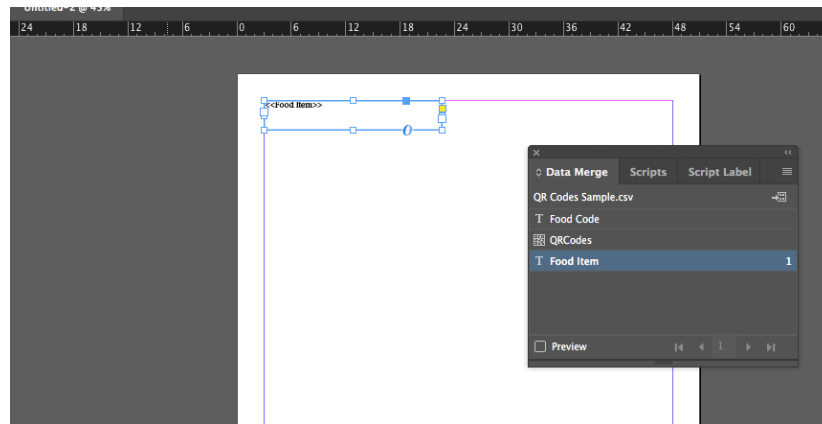 Untitled-2 @ 43%
24 18 12 6 0 6 12 18 24 30 36 42 48 54 60
<<Food Item>>
Data Merge Scripts Script Label
QR Codes Sample.csv
T Food Code
QRCodes
T Food Item 1
Preview 1